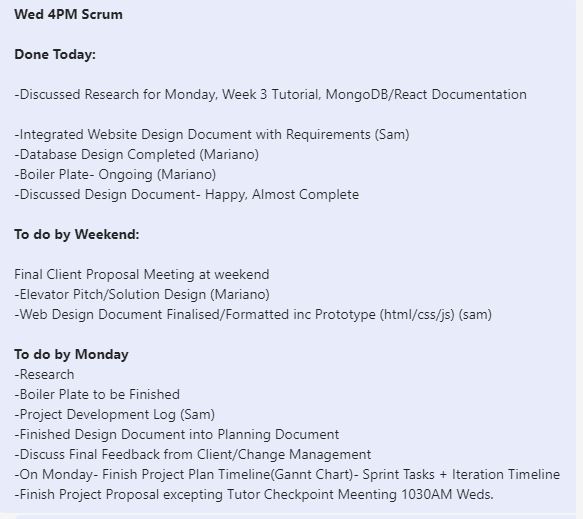 Wed 4PM Scrum
Done Today:
-Discussed Research for Monday, Week 3 Tutorial, MongoDB/React Documentation
-Integrated Website Design Document with Requirements (Sam)
-Database Design Completed (Mariano)
-Boiler Plate- Ongoing (Mariano)
-Discussed Design Document- Happy, Almost Complete
To do by Weekend:
Final Client Proposal Meeting at weekend
-Elevator Pitch/Solution Design (Mariano)
-Web Design Document Finalised/Formatted inc Prototype (html/css/js) (sam)
To do by Monday
-Research
-Boiler Plate to be Finished
-Project Development Log (Sam)
-Finished Design Document into Planning Document
-Discuss Final Feedback from Client/Change Management
-On Monday- Finish Project Plan Timeline(Gannt Chart)- Sprint Tasks + Iteration Timeline
-Finish Project Proposal excepting Tutor Checkpoint Meenting 1030AM Weds.